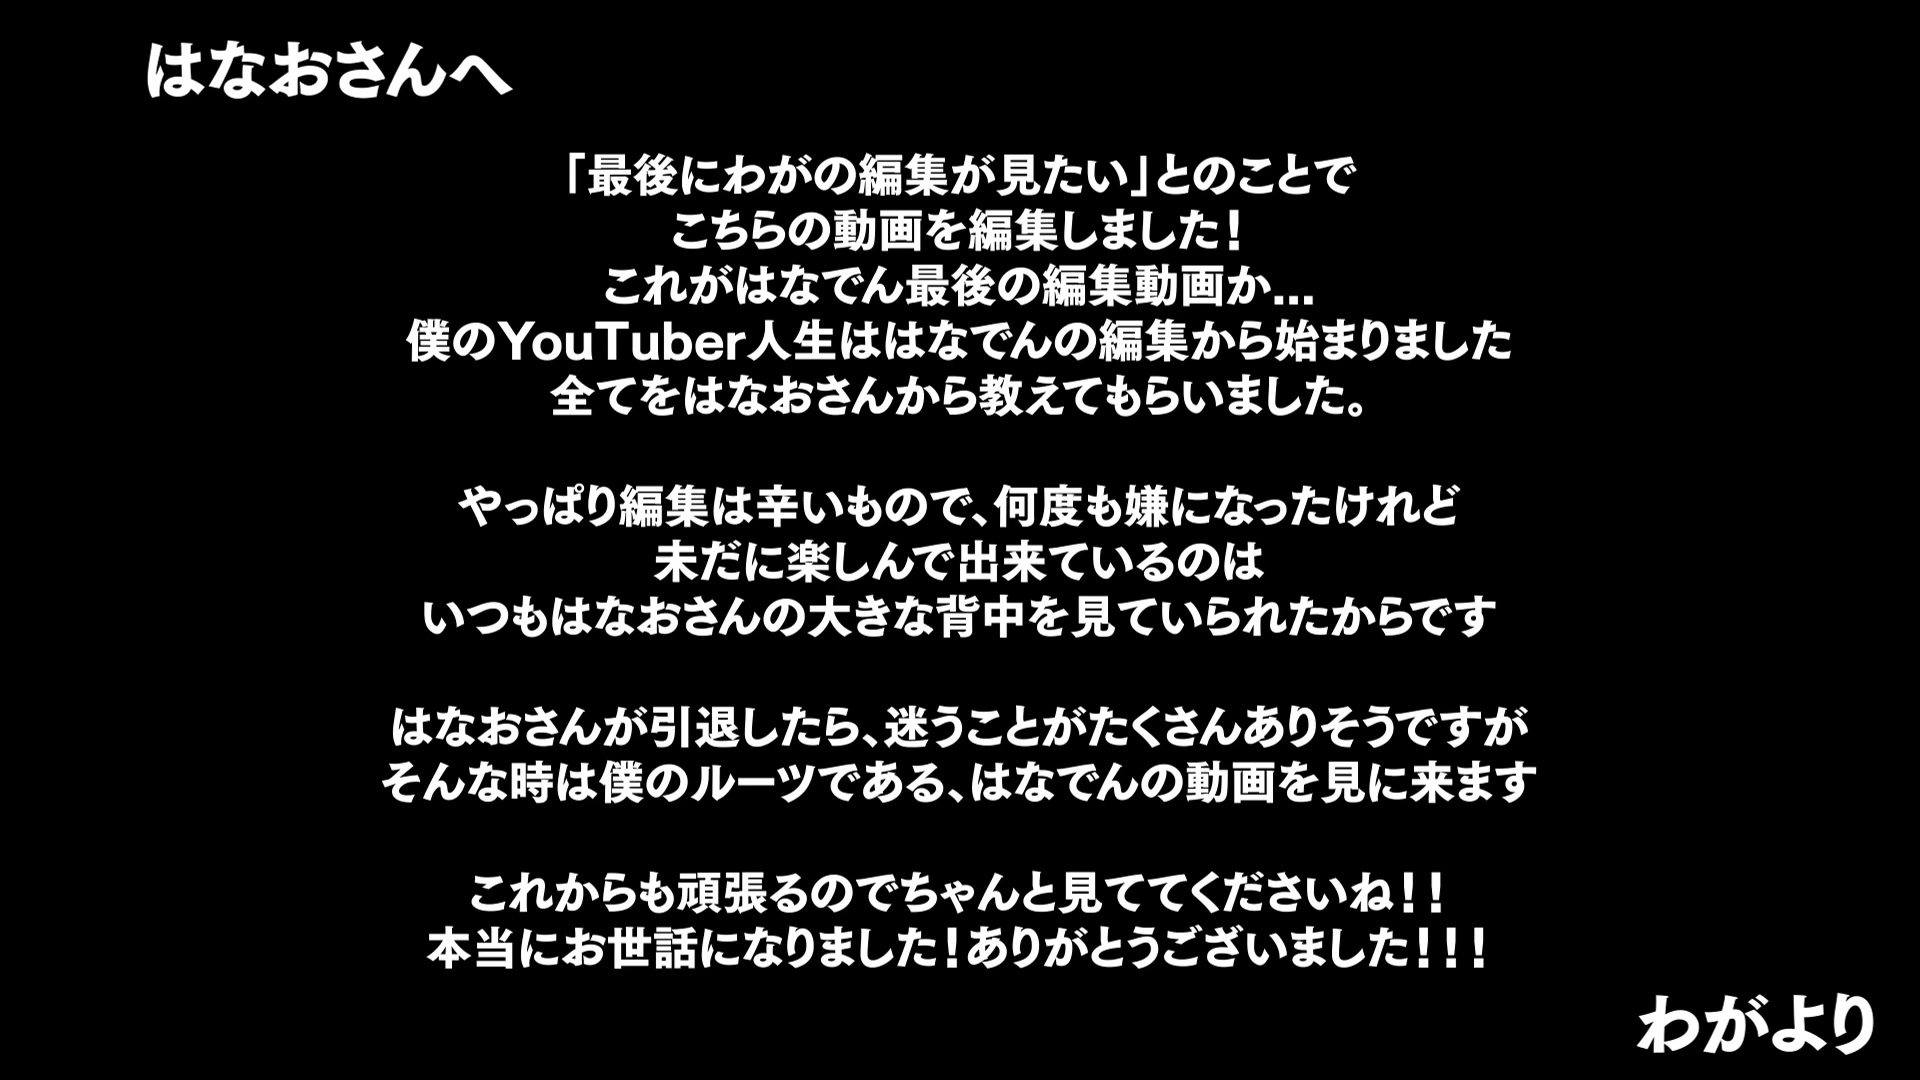 はなおさんへ
「最後にわがの編集が見たい」とのことで
こちらの動画を編集しました！
これがはなでん最後の編集動画か...
僕のYouTuber人生ははなでんの編集から始まりました
全てをはなおさんから教えてもらいました。
やっぱり編集は辛いもので、何度も嫌になったけれど
未だに楽しんで出来ているのは
いつもはなおさんの大きな背中を見ていられたからです
はなおさんが引退したら、迷うことがたくさんありそうですが
そんな時は僕のルーツである、はなでんの動画を見に来ます
これからも頑張るのでちゃんと見ててくださいね！！
本当にお世話になりました！ありがとうございました！！！
わがより